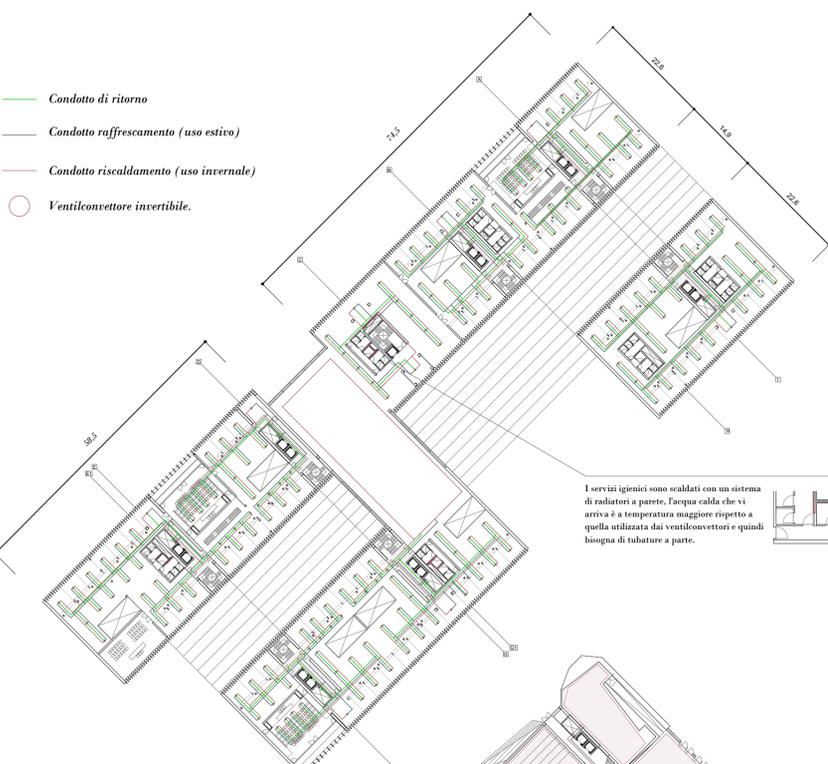 Condotto di ritorno
Condotto raffrescamento (uso estivo)
Condotto riscaldamento (uso invernale)
Ventilconvettore invertibile.
74,5
22,6
14,9
22,6
58,5
I servizi igienici sono scaldati con un sistema
di radiatori a parete, l'acqua calda che vi
arriva è a temperatura maggiore rispetto a
quella utilizzata dai ventilconvettori e quindi
bisogna di tubature a parte.